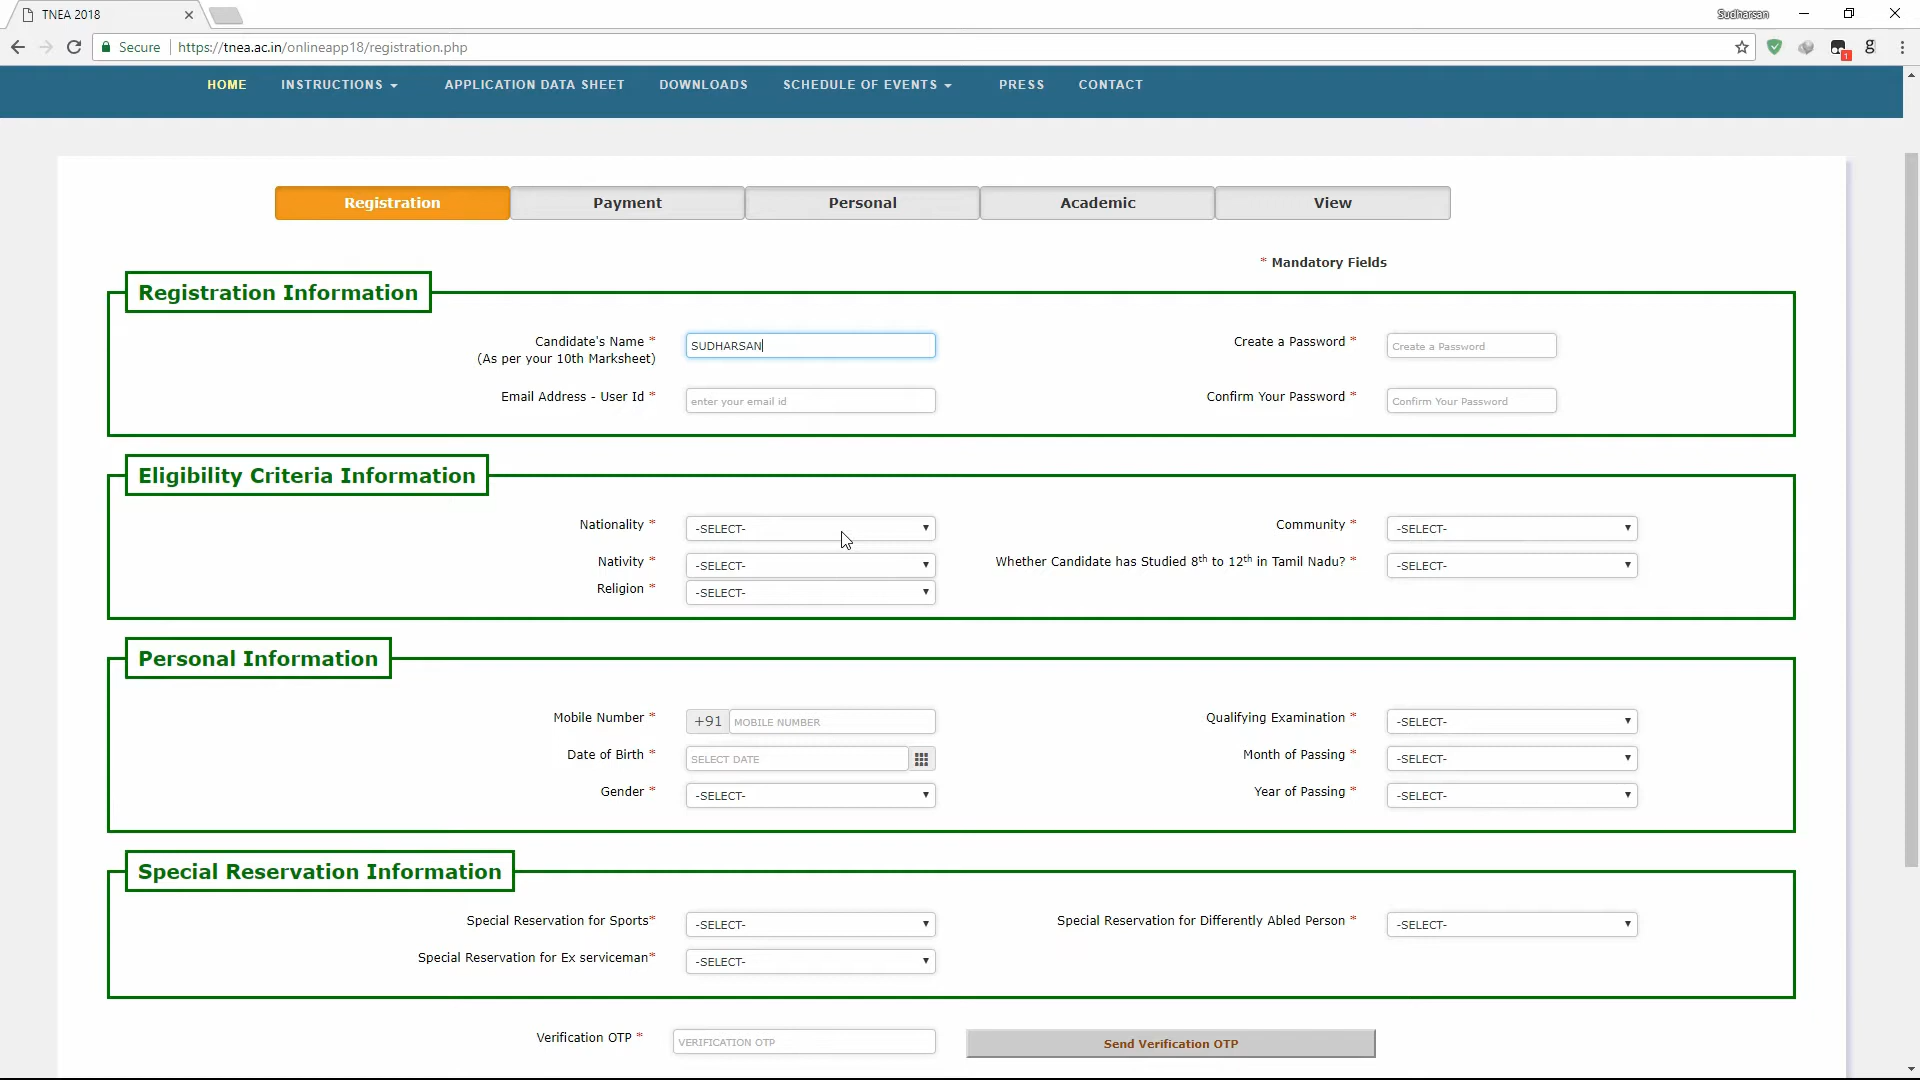 TNEA 2018
Sudharsan
Secure https://tnea.ac.in/onlineapp18/registration.php
1 g
HOME INSTRUCTIONS APPLICATION DATA SHEET DOWNLOADS SCHEDULE OF EVENTS PRESS CONTACT
Registration Payment Personal Academic View
* Mandatory Fields
Registration Information
Candidate's Name * SUDHARSAN Create a Password * Create a Password
(As per your 10th Marksheet)
Email Address - User Id * enter your email id Confirm Your Password * Confirm Your Password
Eligibility Criteria Information
Nationality * -SELECT- Community * -SELECT-
Nativity * -SELECT- Whether Candidate has Studied 8th to 12th in Tamil Nadu? * -SELECT-
Religion * -SELECT-
Personal Information
Mobile Number * +91 MOBILE NUMBER Qualifying Examination * -SELECT-
Date of Birth * SELECT DATE Month of Passing * -SELECT-
Gender * -SELECT- Year of Passing * -SELECT-
Special Reservation Information
Special Reservation for Sports* -SELECT- Special Reservation for Differently Abled Person * -SELECT-
Special Reservation for Ex serviceman* -SELECT-
Verification OTP * VERIFICATION OTP Send Verification OTP